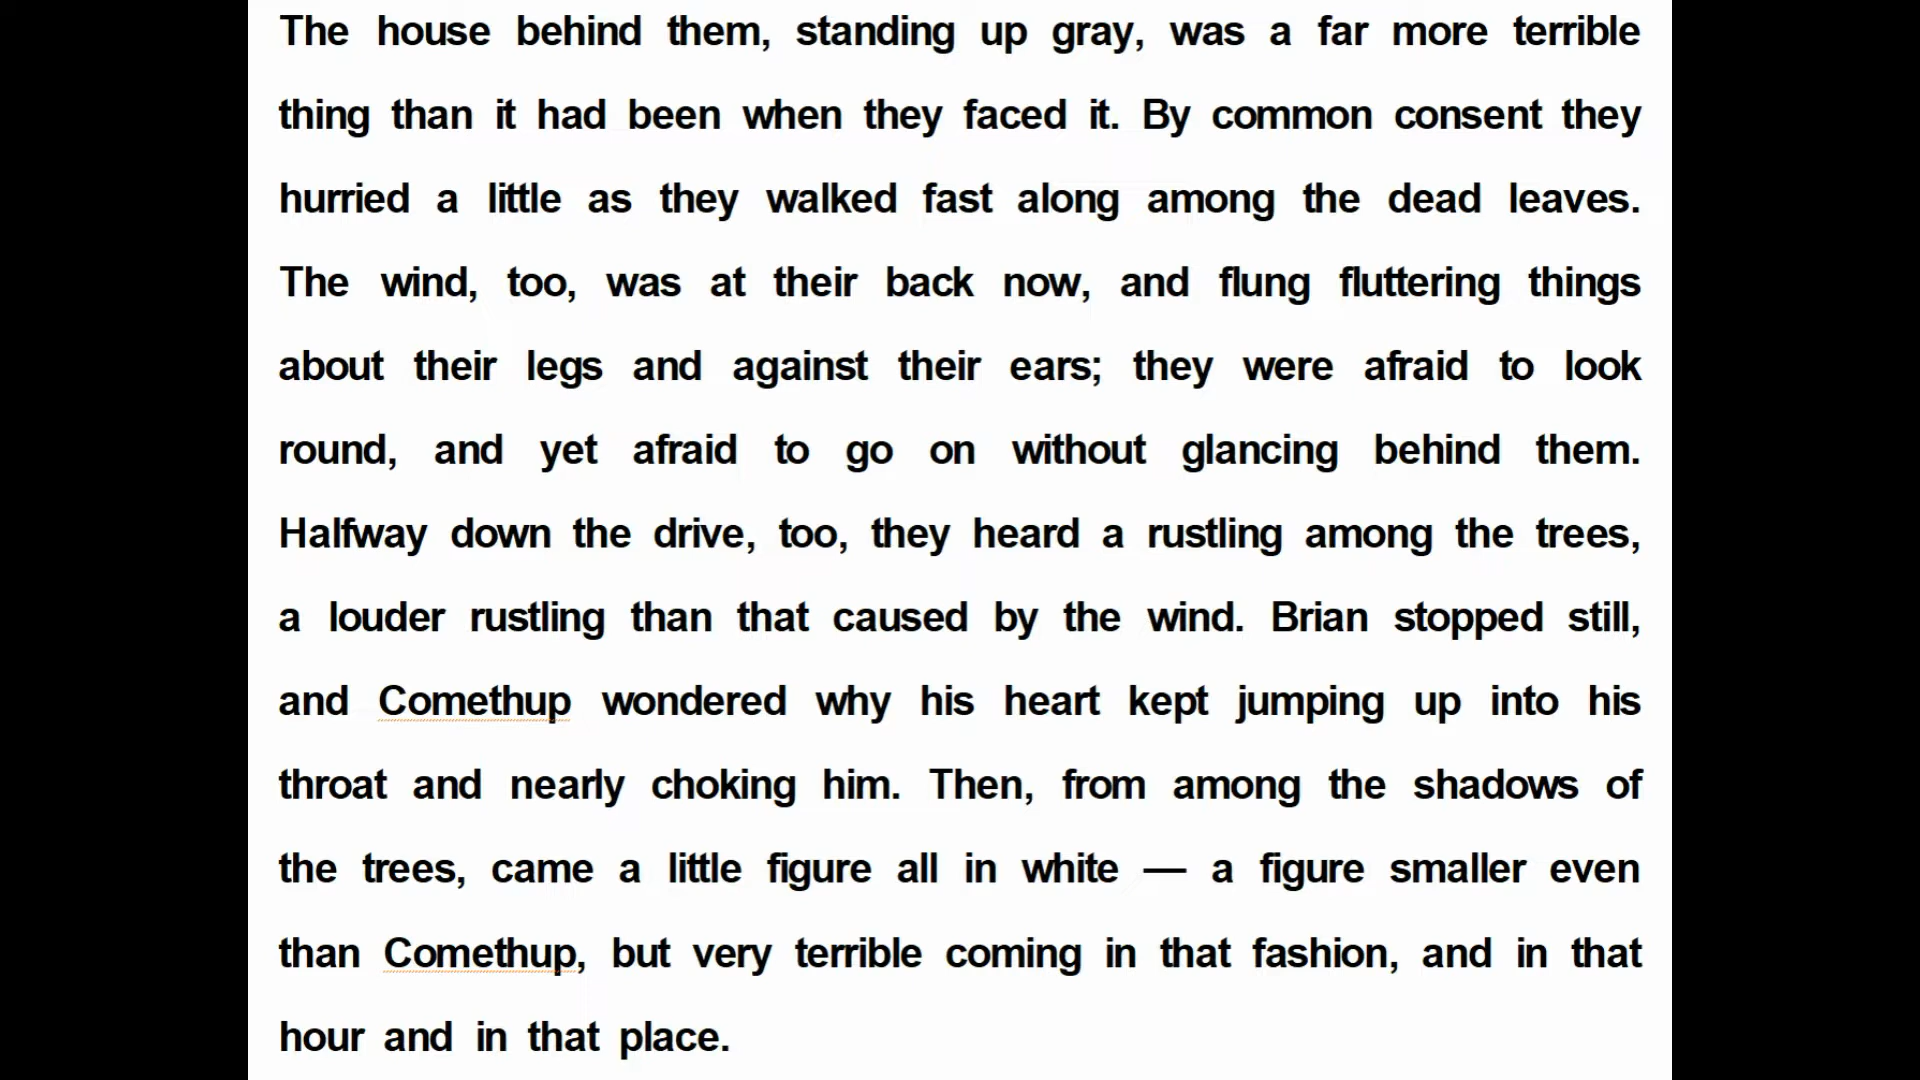 The house behind them, standing up gray, was a far more terrible
thing than it had been when they faced it. By common consent they
hurried a little as they walked fast along among the dead leaves.
The wind, too, was at their back now, and flung fluttering things
about their legs and against their ears; they were afraid to look
round, and yet afraid to go on without glancing behind them.
Halfway down the drive, too, they heard a rustling among the trees,
a louder rustling than that caused by the wind. Brian stopped still,
and Comethup wondered why his heart kept jumping up into his
throat and nearly choking him. Then, from among the shadows of
the trees, came a little figure all in white — a figure smaller even
than Comethup, but very terrible coming in that fashion, and in that
hour and in that place.